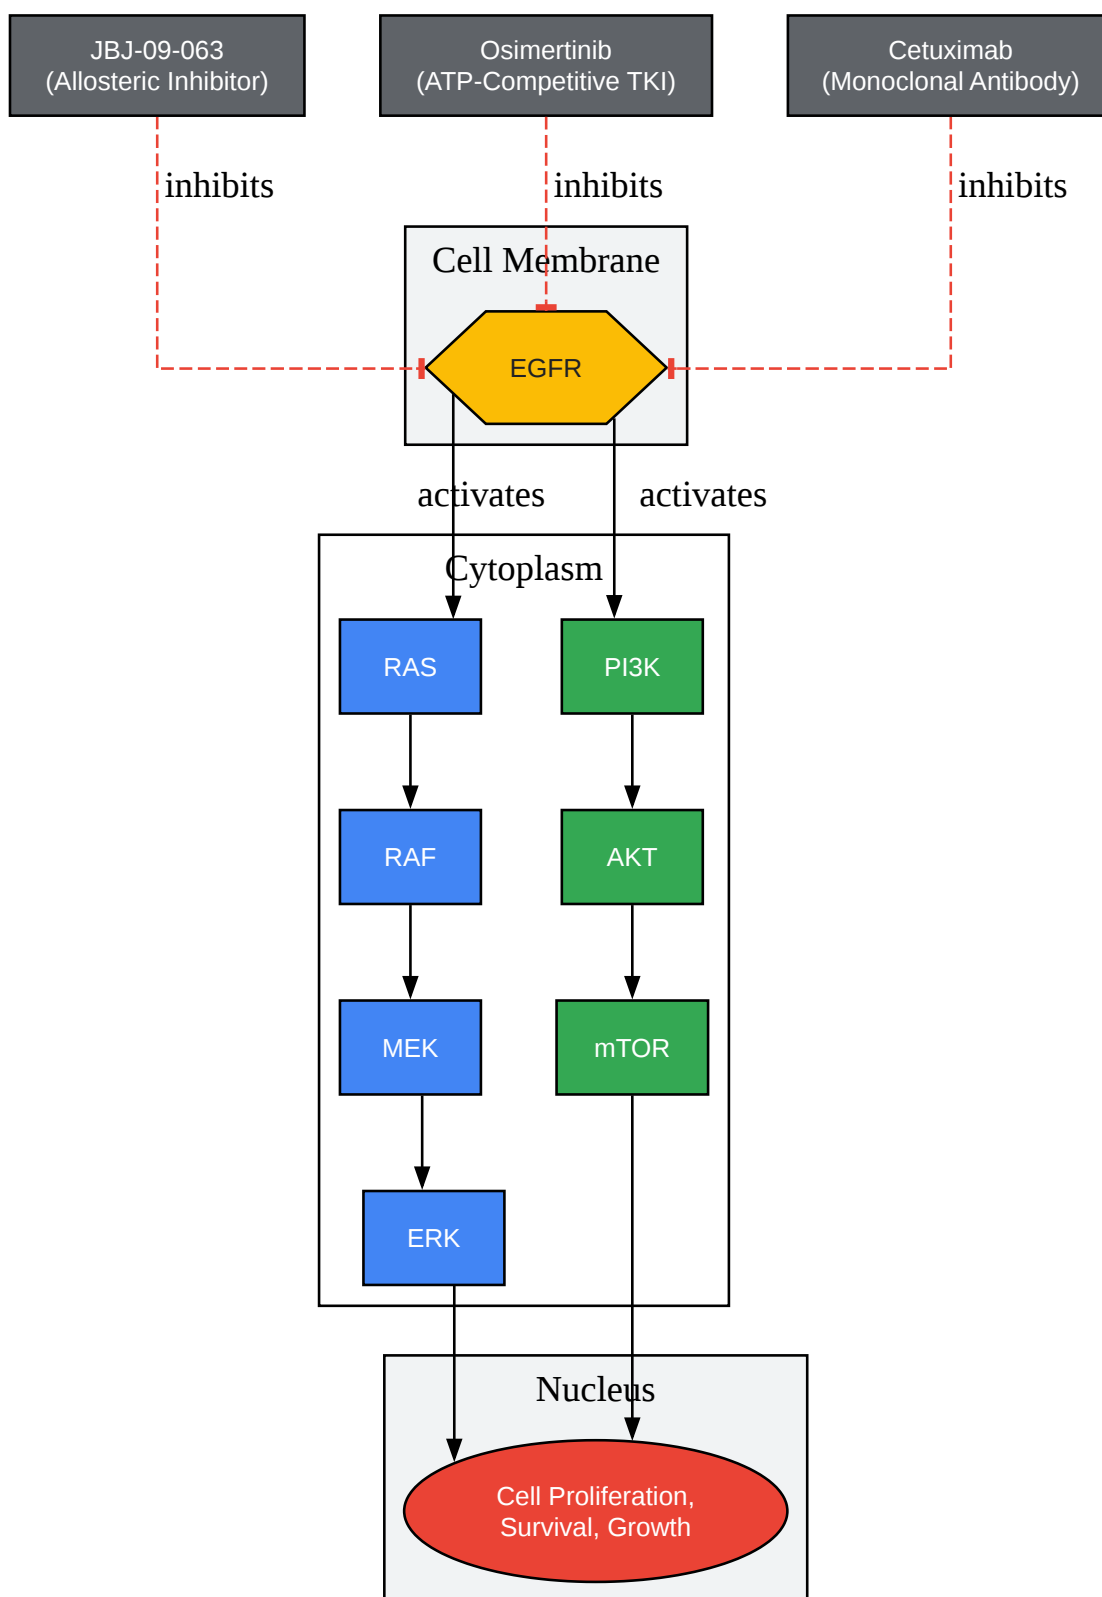 JBJ-09-063
(Allosteric Inhibitor)
Osimertinib
(ATP-Competitive TKI)
Cetuximab
(Monoclonal Antibody)
inhibits
inhibits
inhibits
Cell Membrane
EGFR
activates
activates
Cytoplasm
RAS
PI3K
RAF
AKT
MEK
mTOR
ERK
Nucleus
Cell Proliferation,
Survival, Growth